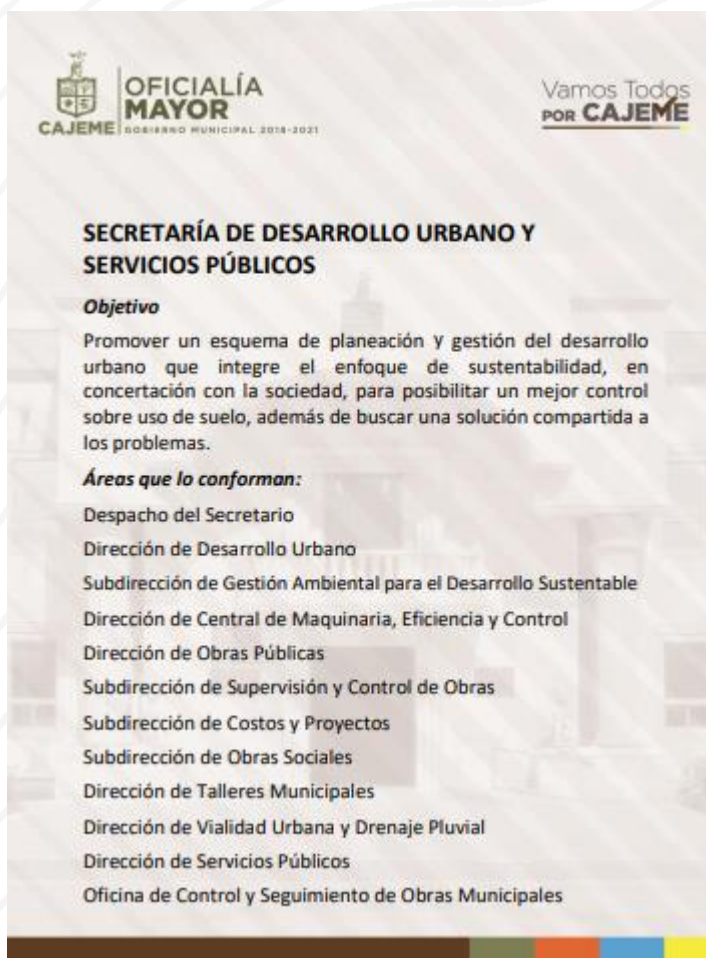 OFICIALÍA
MAYOR
CAJEME
GOBIERNO MUNICIPAL 2018-2021
Vamos Todos
POR CAJEME
SECRETARÍA DE DESARROLLO URBANO Y
SERVICIOS PÚBLICOS
Objetivo
Promover un esquema de planeación y gestión del desarrollo
urbano que integre el enfoque de sustentabilidad, en
concertación con la sociedad, para posibilitar un mejor control
sobre uso de suelo, además de buscar una solución compartida a
los problemas.
Áreas que lo conforman:
Despacho del Secretario
Dirección de Desarrollo Urbano
Subdirección de Gestión Ambiental para el Desarrollo Sustentable
Dirección de Central de Maquinaria, Eficiencia y Control
Dirección de Obras Públicas
Subdirección de Supervisión y Control de Obras
Subdirección de Costos y Proyectos
Subdirección de Obras Sociales
Dirección de Talleres Municipales
Dirección de Vialidad Urbana y Drenaje Pluvial
Dirección de Servicios Públicos
Oficina de Control y Seguimiento de Obras Municipales